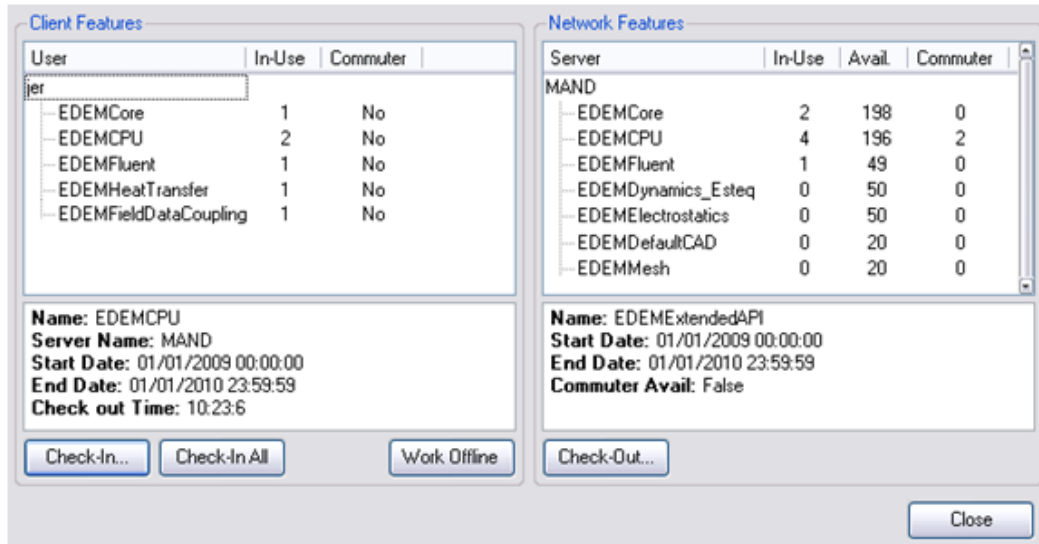 Client Features
User In-Use Commuter
jer
EDEMCore 1 No
EDEMCPU 2 No
EDEMFluent 1 No
EDEMHeatTransfer 1 No
EDEMFieldDataCoupling 1 No
Name: EDEMCPU
Server Name: MAND
Start Date: 01/01/2009 00:00:00
End Date: 01/01/2010 23:59:59
Check out Time: 10:23:6
Check-In... Check-In All Work Offline
Network Features
Server In-Use Avail. Commuter
MAND
EDEMCore 2 198 0
EDEMCPU 4 196 2
EDEMFluent 1 49 0
EDEMDynamics_Esteq 0 50 0
EDEMElectrostatics 0 50 0
EDEMDefaultCAD 0 20 0
EDEMMesh 0 20 0
Name: EDEMExtendedAPI
Start Date: 01/01/2009 00:00:00
End Date: 01/01/2010 23:59:59
Commuter Avail: False
Check-Out...
Close